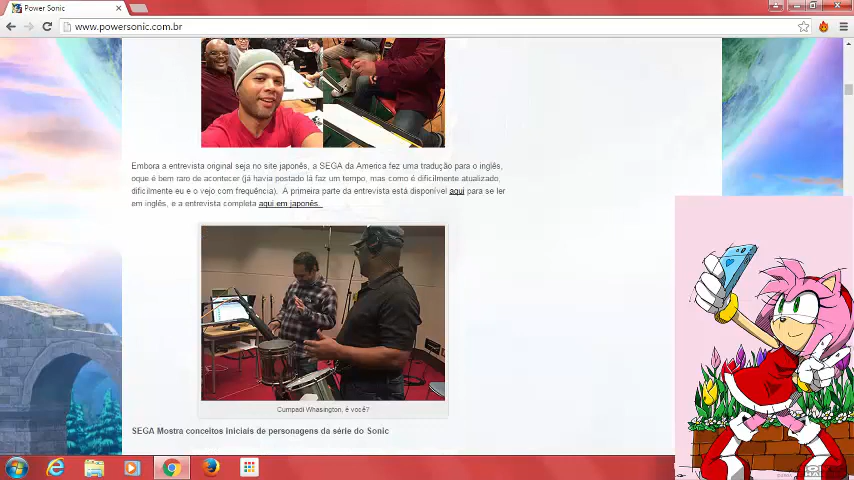 Power Sonic
www.powersonic.com.br
Embora a entrevista original seja no site japonês, a SEGA da America fez uma tradução para o inglês,
oque é bem raro de acontecer (já havia postado lá faz um tempo, mas como é dificilmente atualizado,
dificilmente eu e o vejo com frequência). A primeira parte da entrevista está disponível aqui para se ler
em inglês, e a entrevista completa aqui em japonês.
Cumpadi Whasington, é você?
SEGA Mostra conceitos iniciais de personagens da série do Sonic